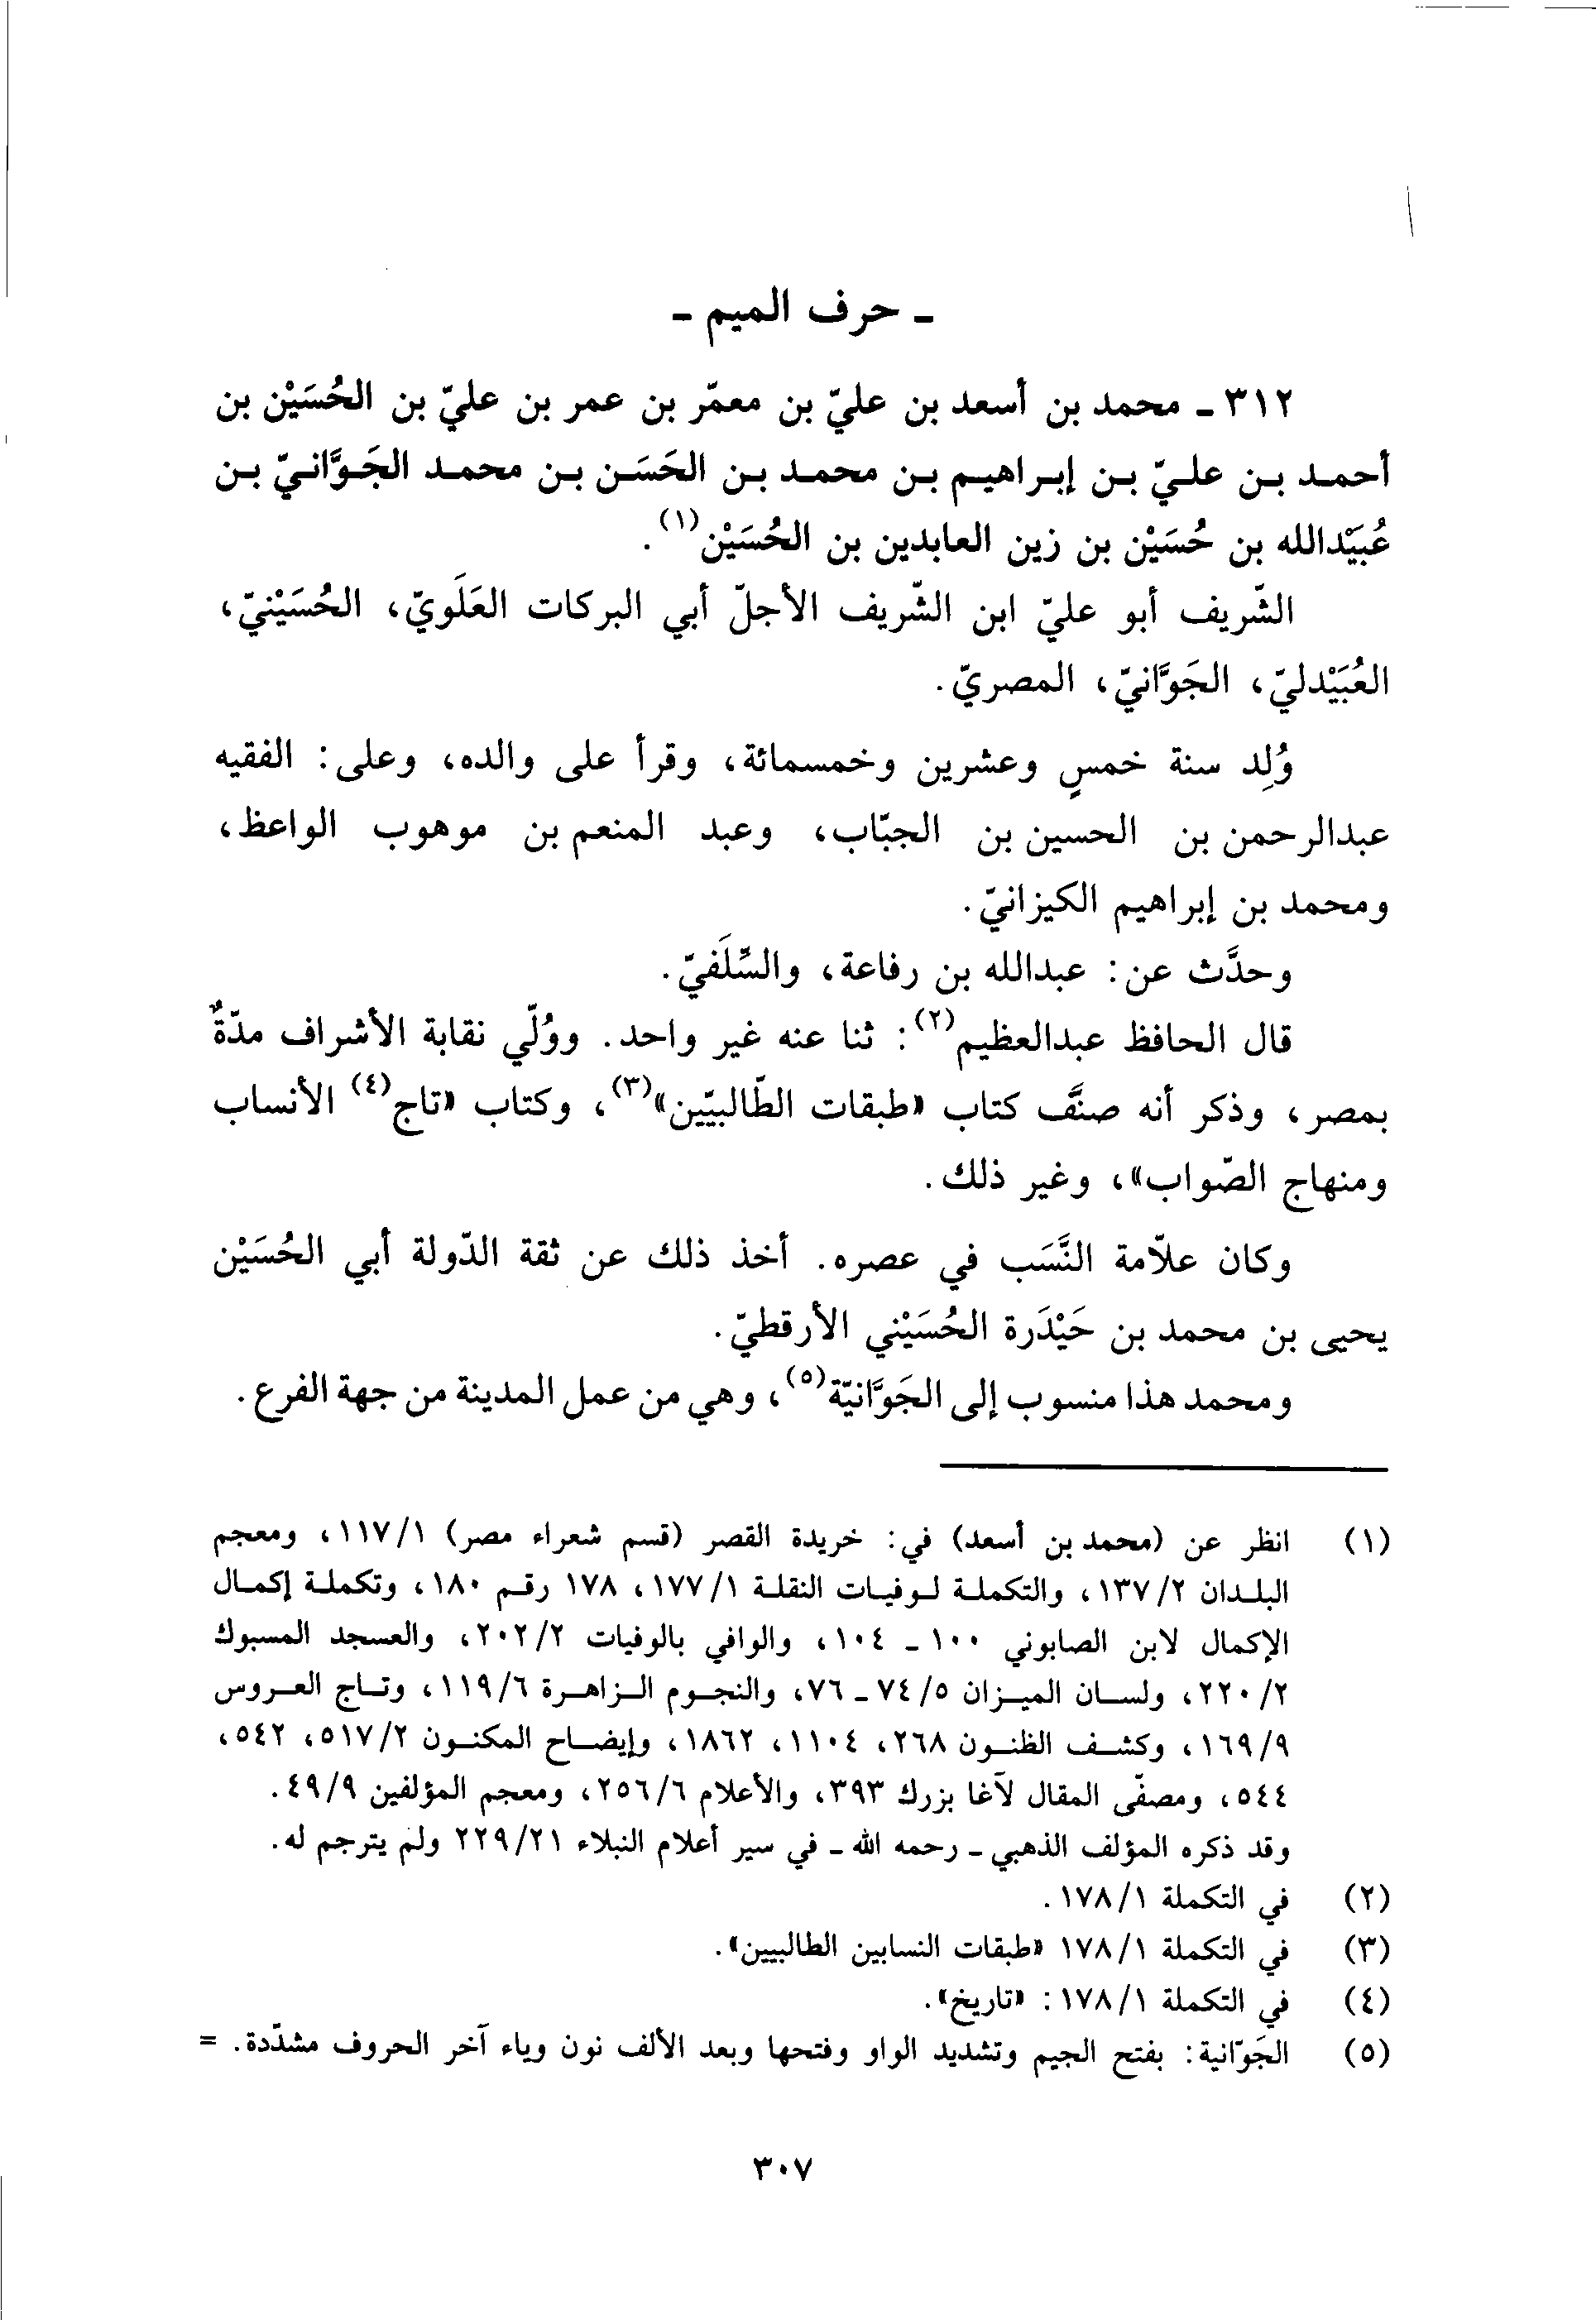 ـ حرف الميم ـ
٣١٢ ـ محمد بن أسعد بن عليّ بن معمّر بن عمر بن عليّ بن الحُسَيْن بن
أحمد بن عليّ بن إبراهيم بن محمد بن الحَسَن بن محمد الجَوَّانيّ بن
عُبَيْدالله بن حُسَيْن بن زين العابدين بن الحُسَيْن(١).
الشّريف أبو عليّ ابن الشّريف الأجلّ أبي البركات العَلَويّ، الحُسَيْنيّ،
العُبَيْدليّ، الجَوَّانيّ، المصريّ.
وُلِد سنة خمسٍ وعشرين وخمسمائة، وقرأ على والده، وعلى: الفقيه
عبدالرحمن بن الحسين بن الجبّاب، وعبد المنعم بن موهوب الواعظ،
ومحمد بن إبراهيم الكيزانيّ.
وحدَّث عن: عبدالله بن رفاعة، والسِّلَفيّ.
قال الحافظ عبدالعظيم(٢): ثنا عنه غير واحد. ووُلّي نقابة الأشراف مدّةٌ
بمصر، وذكر أنه صنَّف كتاب «طبقات الطّالبيّين»(٣)، وكتاب «تاج(٤) الأنساب
ومنهاج الصّواب»، وغير ذلك.
وكان علاّمة النَّسَب في عصره. أخذ ذلك عن ثقة الدّولة أبي الحُسَيْن
يحيى بن محمد بن حَيْدَرة الحُسَيْني الأرقطيّ.
ومحمد هذا منسوب إلى الجَوَّانيّة(٥)، وهي من عمل المدينة من جهة الفرع.
(١) انظر عن (محمد بن أسعد) في: خريدة القصر (قسم شعراء مصر) ١/ ١١٧، ومعجم
البلدان ٢/ ١٣٧، والتكملة لوفيات النقلة ١/ ١٧٧، ١٧٨ رقم ١٨٠، وتكملة إكمال
الإكمال لابن الصابوني ١٠٠ ـ ١٠٤، والوافي بالوفيات ٢/ ٢٠٢، والعسجد المسبوك
٢/ ٢٢٠، ولسان الميزان ٥/ ٧٤ ـ ٧٦، والنجوم الزاهرة ٦/ ١١٩، وتاج العروس
٩/ ١٦٩، وكشف الظنون ٢٦٨، ١١٠٤، ١٨٦٢، وإيضاح المكنون ٢/ ٥١٧، ٥٤٢،
٥٤٤، ومصفّى المقال لآغا بزرك ٣٩٣، والأعلام ٦/ ٢٥٦، ومعجم المؤلفين ٩/ ٤٩.
وقد ذكره المؤلف الذهبي ـ رحمه الله ـ في سير أعلام النبلاء ٢١/ ٢٢٩ ولم يترجم له.
(٢) في التكملة ١/ ١٧٨.
(٣) في التكملة ١/ ١٧٨ «طبقات النسابين الطالبيين».
(٤) في التكملة ١/ ١٧٨: «تاريخ».
(٥) الجَوّانية: بفتح الجيم وتشديد الواو وفتحها وبعد الألف نون وياء آخر الحروف مشدّدة. =
٣٠٧